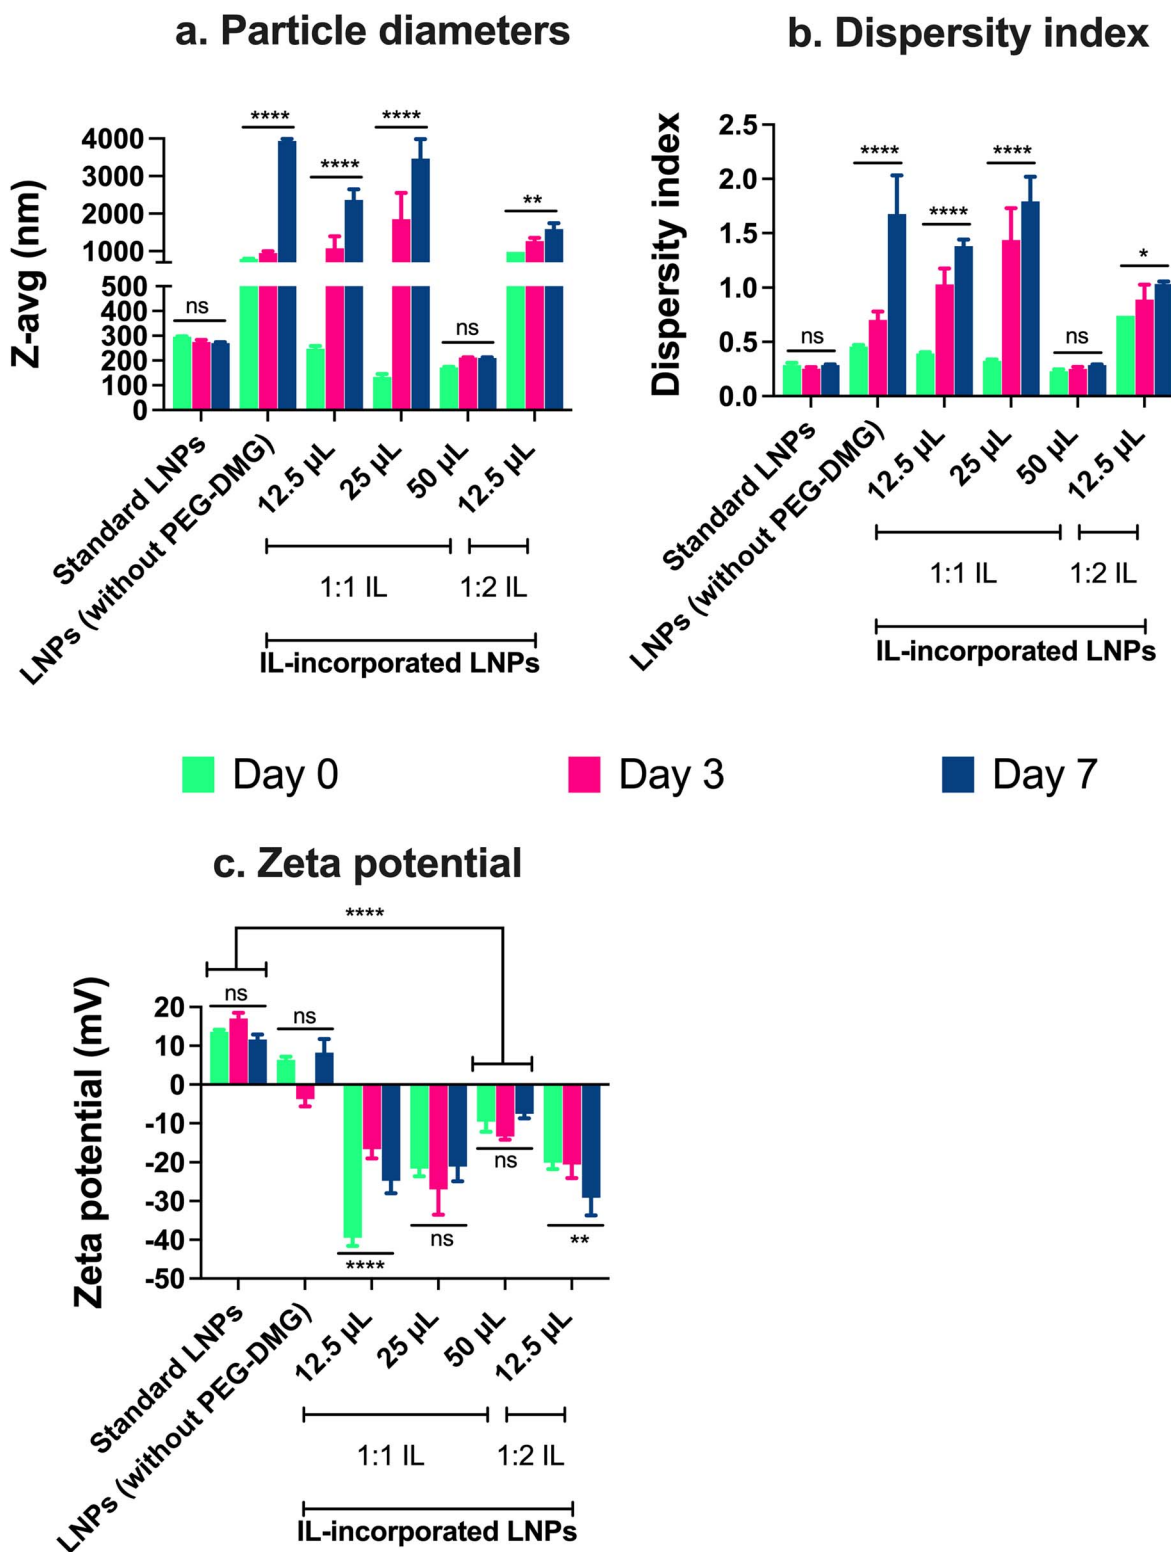 a. Particle diameters
Z-avg (nm)
4000
3000
2000
1000
500
400
300
200
100
0
ns
****
****
****
ns
**
Standard LNPs
LNPs (without PEG-DMG)
12.5 µL
25 µL
50 µL
12.5 µL
1:1 IL
1:2 IL
IL-incorporated LNPs
b. Dispersity index
Dispersity index
2.5
2.0
1.5
1.0
0.5
0.0
ns
****
****
****
ns
*
Standard LNPs
LNPs (without PEG-DMG)
12.5 µL
25 µL
50 µL
12.5 µL
1:1 IL
1:2 IL
IL-incorporated LNPs
Day 0
Day 3
Day 7
c. Zeta potential
Zeta potential (mV)
20
10
0
-10
-20
-30
-40
-50
****
ns
ns
****
ns
ns
**
Standard LNPs
LNPs (without PEG-DMG)
12.5 µL
25 µL
50 µL
12.5 µL
1:1 IL
1:2 IL
IL-incorporated LNPs